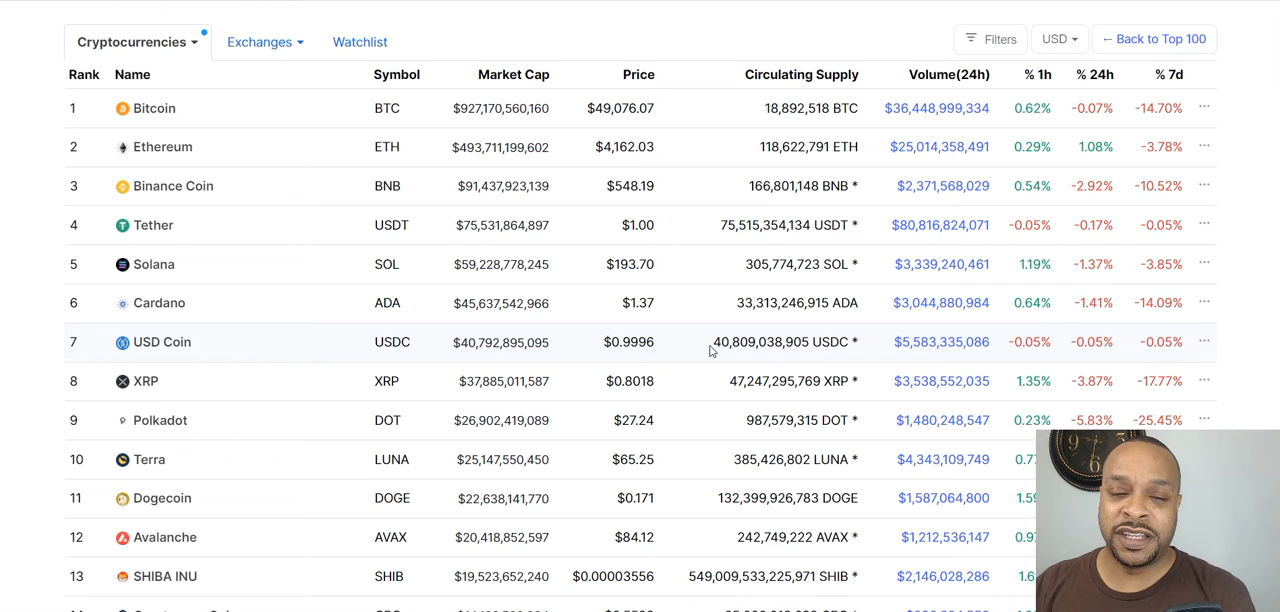 Cryptocurrencies Exchanges Watchlist Filters USD ← Back to Top 100
Rank Name Symbol Market Cap Price Circulating Supply Volume(24h) % 1h % 24h % 7d
1 Bitcoin BTC $927,170,560,160 $49,076.07 18,892,518 BTC $36,448,999,334 0.62% -0.07% -14.70%
2 Ethereum ETH $493,711,199,602 $4,162.03 118,622,791 ETH $25,014,358,491 0.29% 1.08% -3.78%
3 Binance Coin BNB $91,437,923,139 $548.19 166,801,148 BNB * $2,371,568,029 0.54% -2.92% -10.52%
4 Tether USDT $75,531,864,897 $1.00 75,515,354,134 USDT * $80,816,824,071 -0.05% -0.17% -0.05%
5 Solana SOL $59,228,778,245 $193.70 305,774,723 SOL * $3,339,240,461 1.19% -1.37% -3.85%
6 Cardano ADA $45,637,542,966 $1.37 33,313,246,915 ADA $3,044,880,984 0.64% -1.41% -14.09%
7 USD Coin USDC $40,792,895,095 $0.9996 40,809,038,905 USDC * $5,583,335,086 -0.05% -0.05% -0.05%
8 XRP XRP $37,885,011,587 $0.8018 47,247,295,769 XRP * $3,538,552,035 1.35% -3.87% -17.77%
9 Polkadot DOT $26,902,419,089 $27.24 987,579,315 DOT * $1,480,248,547 0.23% -5.83% -25.45%
10 Terra LUNA $25,147,550,450 $65.25 385,426,802 LUNA * $4,343,109,749
11 Dogecoin DOGE $22,638,141,770 $0.171 132,399,926,783 DOGE $1,587,064,800
12 Avalanche AVAX $20,418,852,597 $84.12 242,749,222 AVAX * $1,212,536,147
13 SHIBA INU SHIB $19,523,652,240 $0.00003556 549,009,533,225,971 SHIB * $2,146,028,286